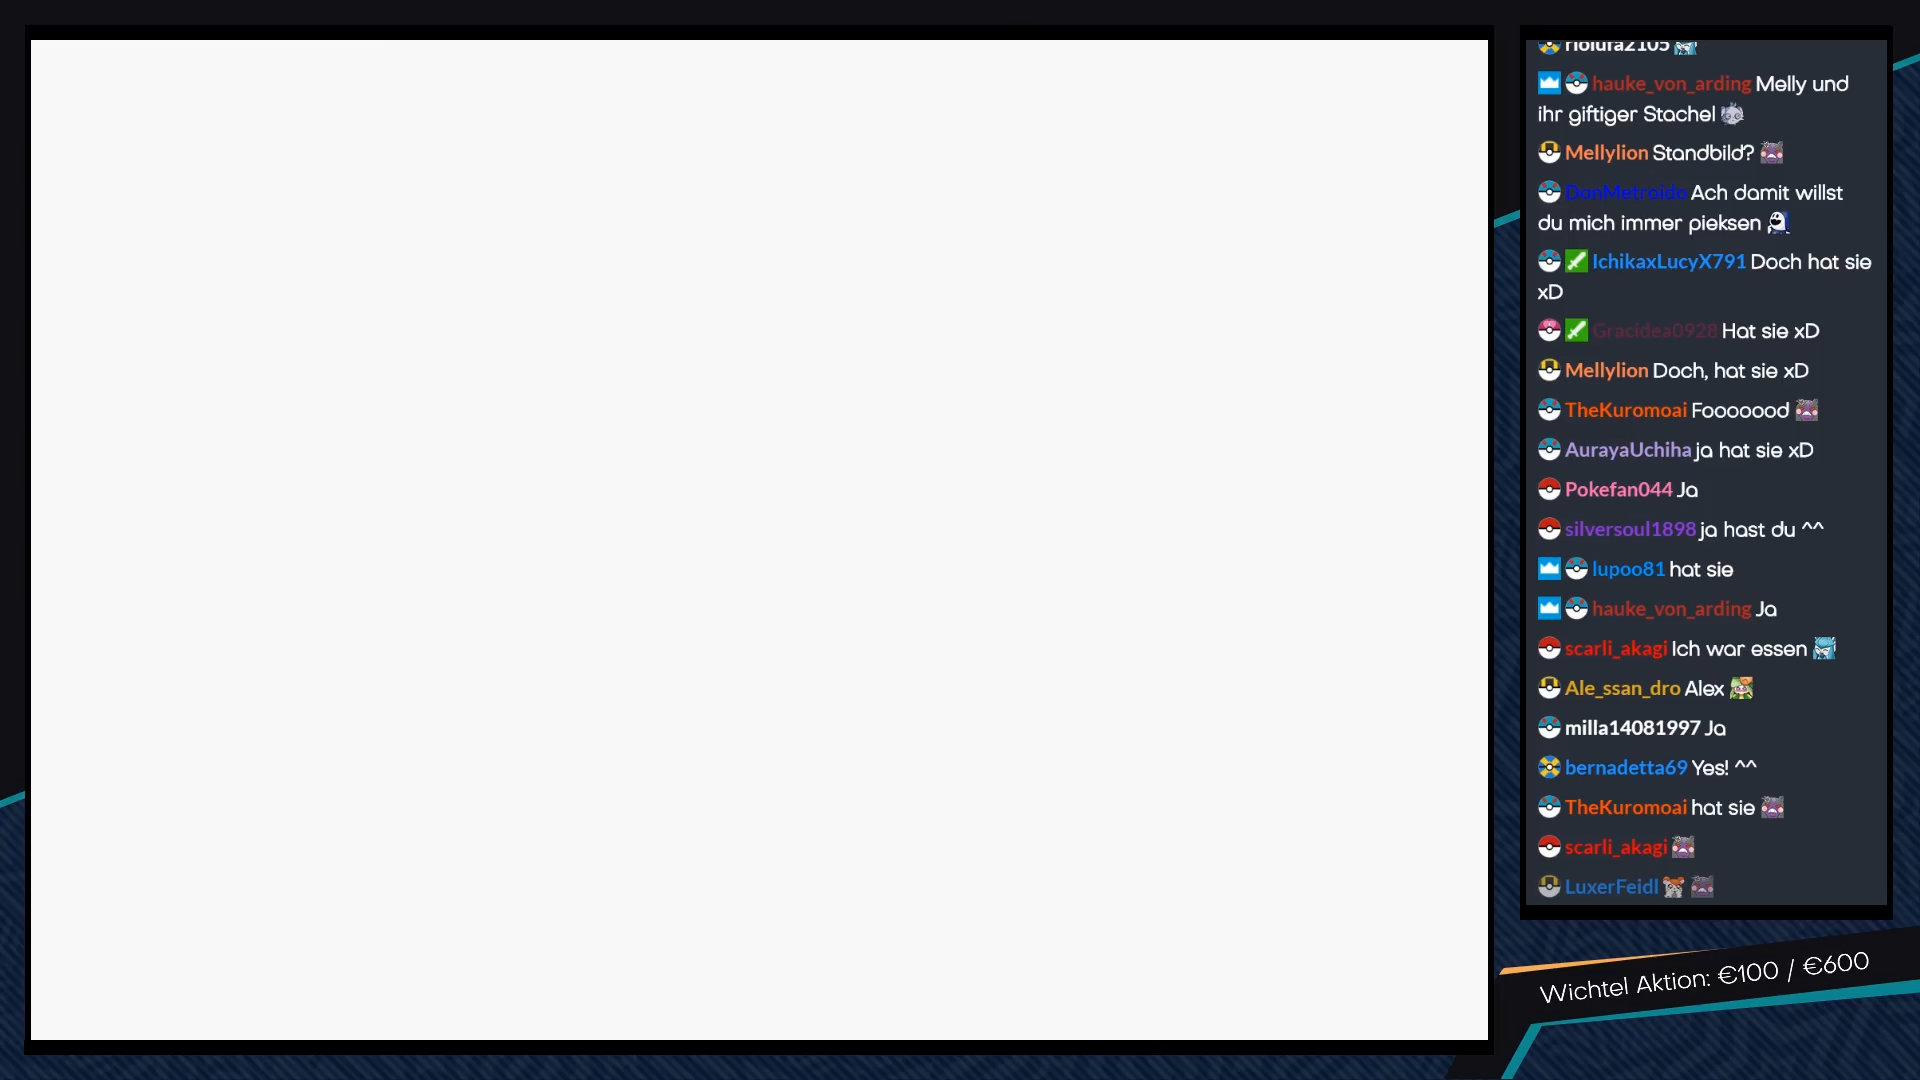 riolura2105
hauke_von_arding Melly und
ihr giftiger Stachel
Mellylion Standbild?
DonMetroide Ach damit willst
du mich immer pieksen
IchikaxLucyX791 Doch hat sie
xD
Gracidea0928 Hat sie xD
Mellylion Doch, hat sie xD
TheKuromoai Fooooood
AurayaUchiha ja hat sie xD
Pokefan044 Ja
silversoul1898 ja hast du ^^
lupoo81 hat sie
hauke_von_arding Ja
scarli_akagi Ich war essen
Ale_ssan_dro Alex
milla14081997 Ja
bernadetta69 Yes! ^^
TheKuromoai hat sie
scarli_akagi
LuxerFeidl
Wichtel Aktion: €100 / €600